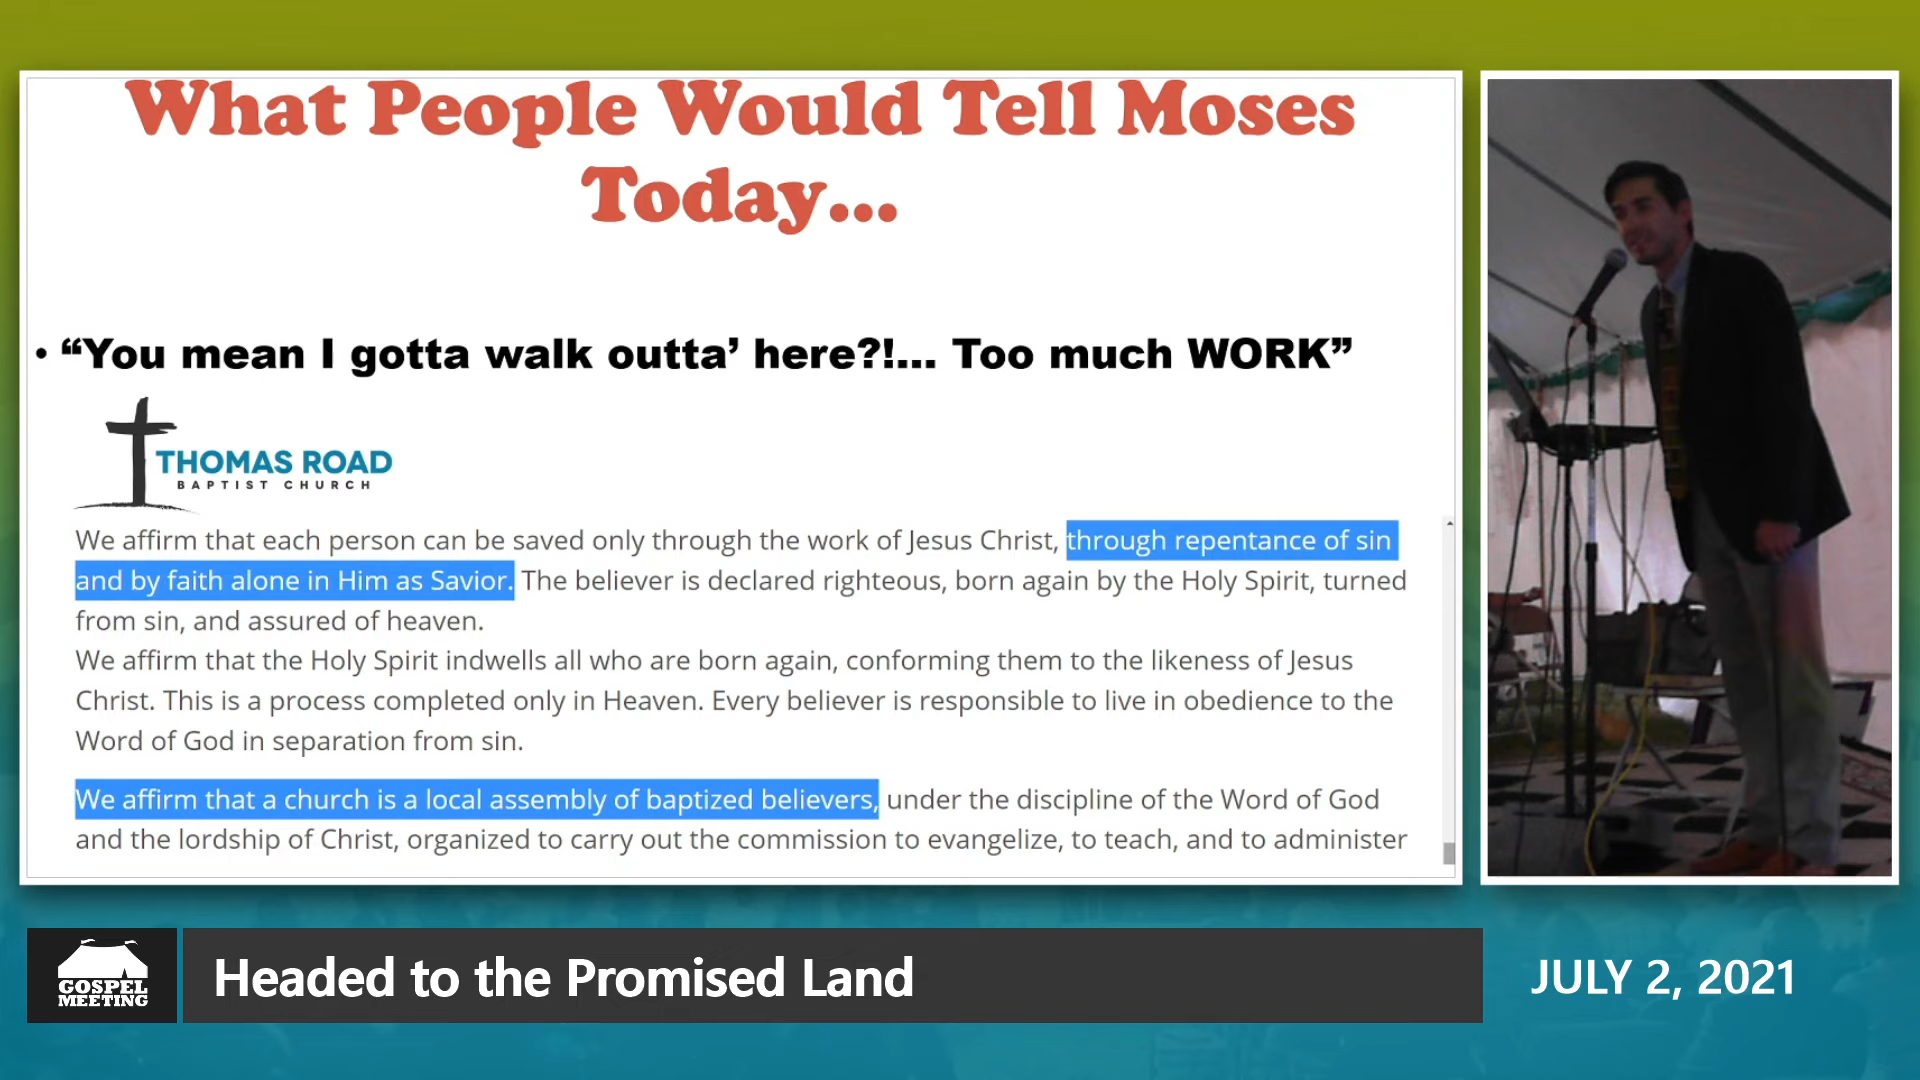 What People Would Tell Moses
Today...
• “You mean I gotta walk outta’ here?!... Too much WORK”
THOMAS ROAD
BAPTIST CHURCH
We affirm that each person can be saved only through the work of Jesus Christ, through repentance of sin
and by faith alone in Him as Savior. The believer is declared righteous, born again by the Holy Spirit, turned
from sin, and assured of heaven.
We affirm that the Holy Spirit indwells all who are born again, conforming them to the likeness of Jesus
Christ. This is a process completed only in Heaven. Every believer is responsible to live in obedience to the
Word of God in separation from sin.
We affirm that a church is a local assembly of baptized believers, under the discipline of the Word of God
and the lordship of Christ, organized to carry out the commission to evangelize, to teach, and to administer
GOSPEL
MEETING
Headed to the Promised Land
JULY 2, 2021